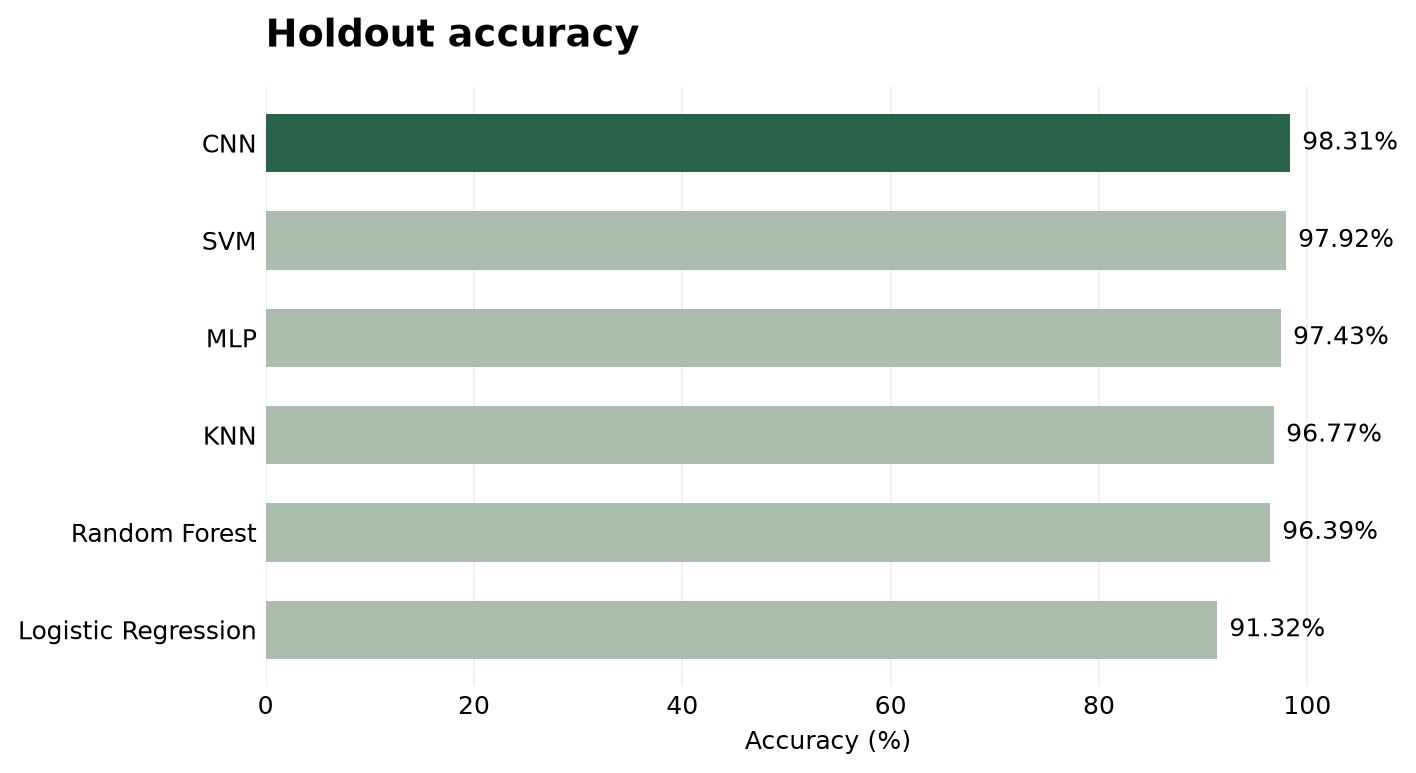 Holdout accuracy
CNN 98.31%
SVM 97.92%
MLP 97.43%
KNN 96.77%
Random Forest 96.39%
Logistic Regression 91.32%
0 20 40 60 80 100
Accuracy (%)